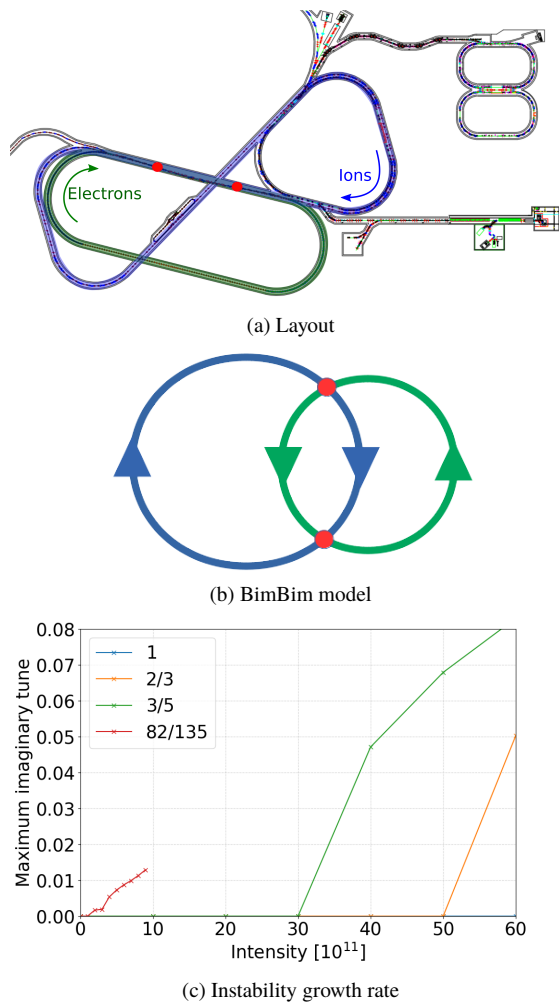 Ions
Electrons
(a) Layout
(b) BimBim model
0.08
0.07
0.06
0.05
0.04
0.03
0.02
0.01
0.00
Maximum imaginary tune
1
2/3
3/5
82/135
0 10 20 30 40 50 60
Intensity [10¹¹]
(c) Instability growth rate